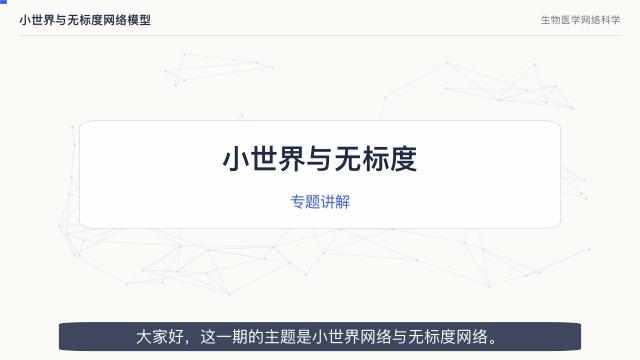 小世界与无标度网络模型
生物医学网络科学
小世界与无标度
专题讲解
大家好，这一期的主题是小世界网络与无标度网络。